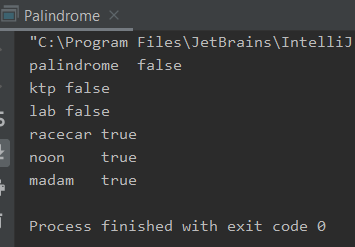 Palindrome
"C:\Program Files\JetBrains\IntelliJ
palindrome  false
ktp false
lab false
racecar true
noon    true
madam   true
Process finished with exit code 0